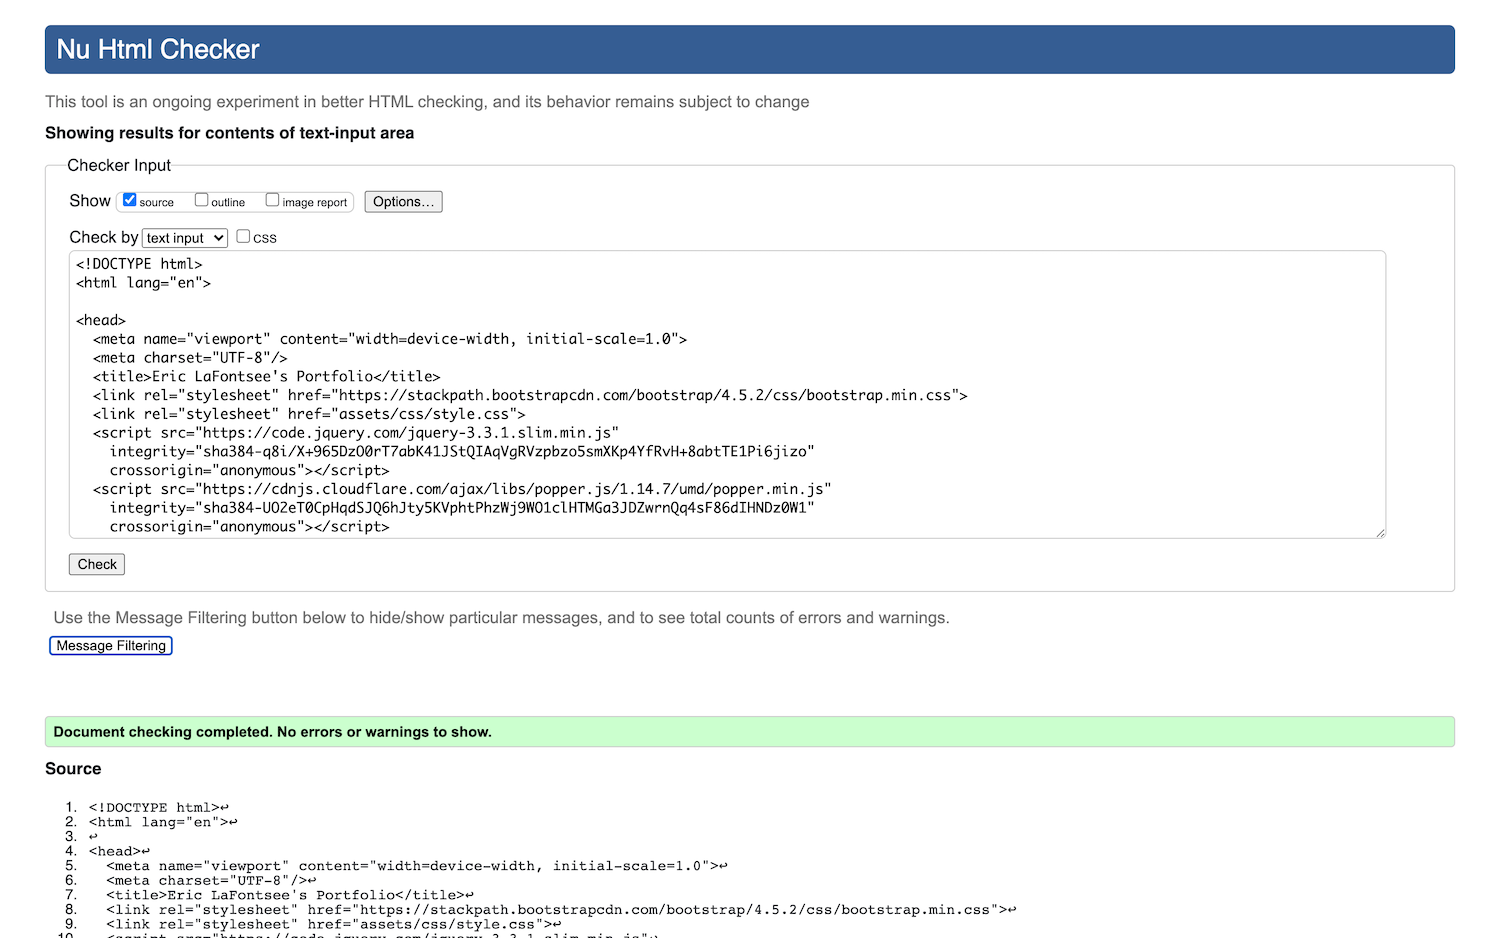 Nu Html Checker
This tool is an ongoing experiment in better HTML checking, and its behavior remains subject to change
Showing results for contents of text-input area
Checker Input
Show source outline image report Options...
Check by text input css
<!DOCTYPE html>
<html lang="en">
<head>
<meta name="viewport" content="width=device-width, initial-scale=1.0">
<meta charset="UTF-8"/>
<title>Eric LaFontsee's Portfolio</title>
<link rel="stylesheet" href="https://stackpath.bootstrapcdn.com/bootstrap/4.5.2/css/bootstrap.min.css">
<link rel="stylesheet" href="assets/css/style.css">
<script src="https://code.jquery.com/jquery-3.3.1.slim.min.js"
integrity="sha384-q8i/X+965DzO0rT7abK41JStQIAqVgRVzpbzo5smXKp4YfRvH+8abtTE1Pi6jizo"
crossorigin="anonymous"></script>
<script src="https://cdnjs.cloudflare.com/ajax/libs/popper.js/1.14.7/umd/popper.min.js"
integrity="sha384-UO2eT0CpHqdSJQ6hJty5KVphtPhzWj9WO1clHTMGa3JDZwrnQq4sF86dIHNDz0W1"
crossorigin="anonymous"></script>
Check
Use the Message Filtering button below to hide/show particular messages, and to see total counts of errors and warnings.
Message Filtering
Document checking completed. No errors or warnings to show.
Source
1. <!DOCTYPE html>↩
2. <html lang="en">↩
3. ↩
4. <head>↩
5. <meta name="viewport" content="width=device-width, initial-scale=1.0">↩
6. <meta charset="UTF-8"/>↩
7. <title>Eric LaFontsee's Portfolio</title>↩
8. <link rel="stylesheet" href="https://stackpath.bootstrapcdn.com/bootstrap/4.5.2/css/bootstrap.min.css">↩
9. <link rel="stylesheet" href="assets/css/style.css">↩